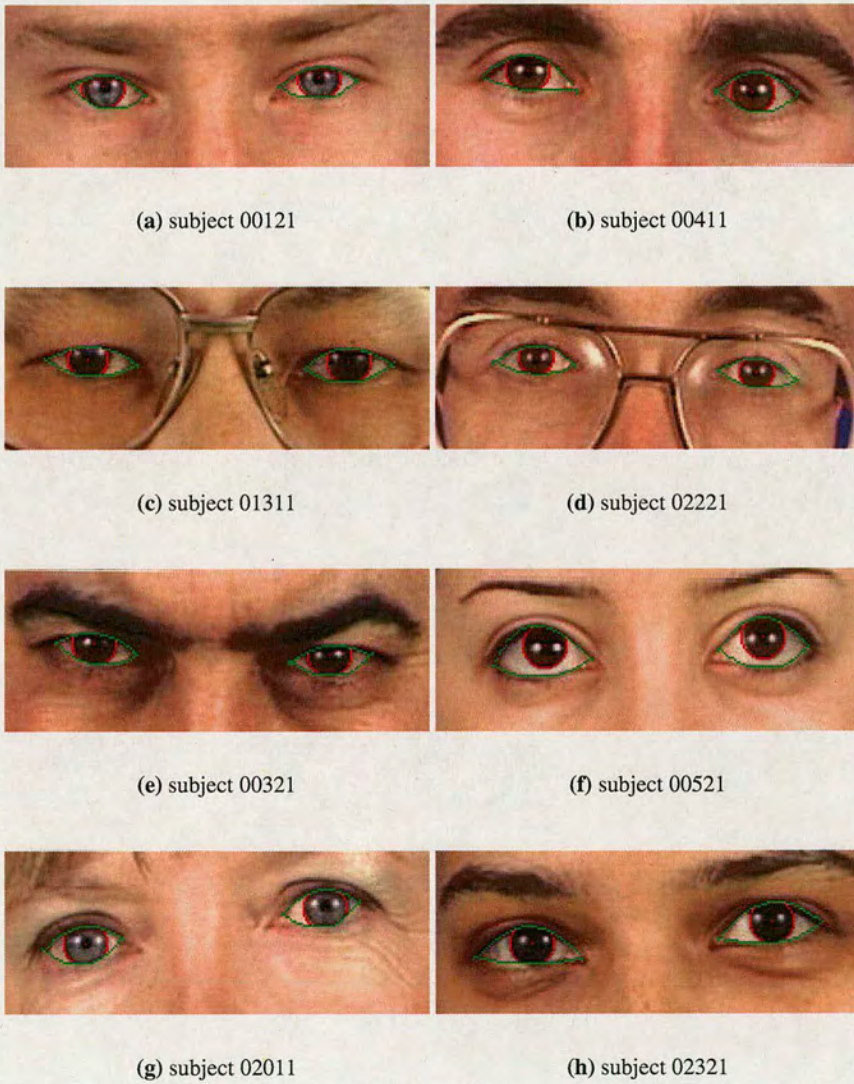 (a) subject 00121
(b) subject 00411
(c) subject 01311
(d) subject 02221
(e) subject 00321
(f) subject 00521
(g) subject 02011
(h) subject 02321